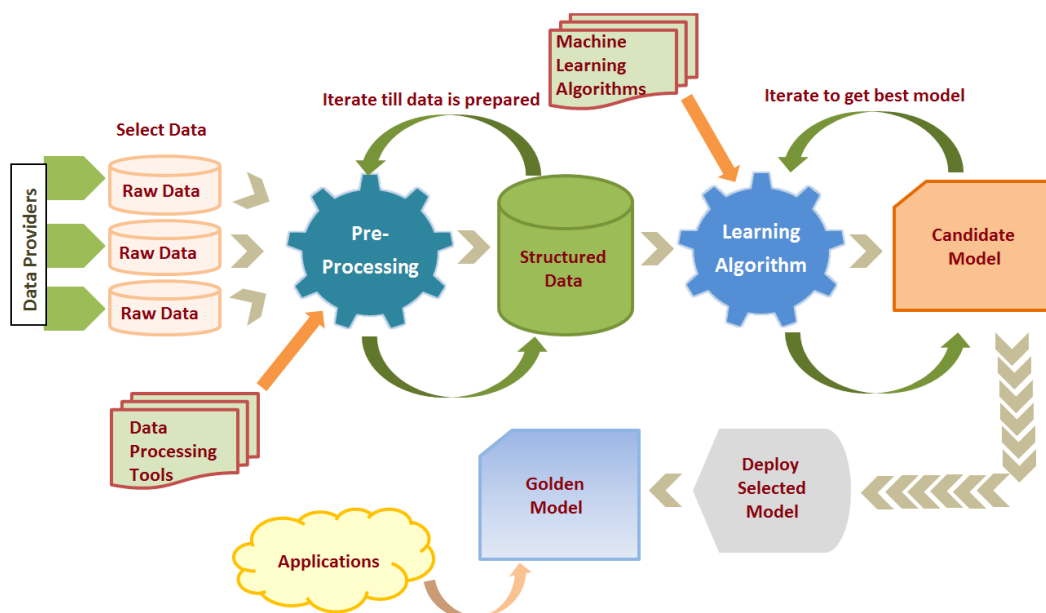 Machine
Learning
Algorithms
Iterate till data is prepared
Iterate to get best model
Select Data
Data Providers
Raw Data
Raw Data
Raw Data
Pre-
Processing
Structured
Data
Learning
Algorithm
Candidate
Model
Data
Processing
Tools
Golden
Model
Deploy
Selected
Model
Applications